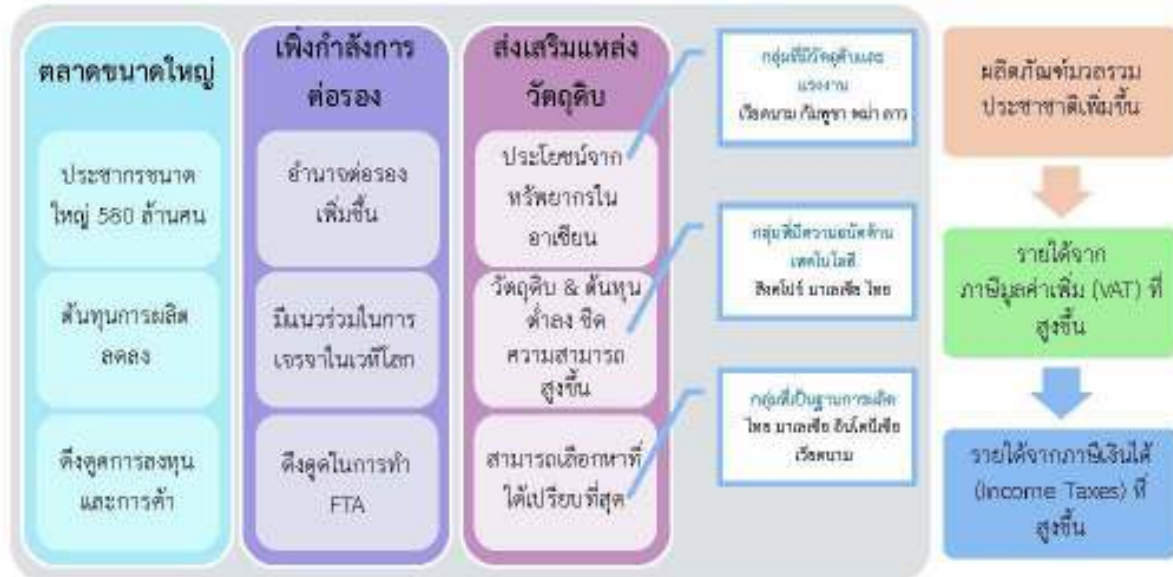 ตลาดขนาดใหญ่
ประชากรขนาด
ใหญ่ 580 ล้านคน
ต้นทุนการผลิต
ลดลง
ดึงดูดการลงทุน
และการค้า
เพิ่มกำลังการ
ต่อรอง
อำนาจต่อรอง
เพิ่มขึ้น
มีแนวร่วมในการ
เจรจาในเวทีโลก
ดึงดูดในการทำ
FTA
ส่งเสริมแหล่ง
วัตถุดิบ
ประโยชน์จาก
ทรัพยากรใน
อาเซียน
วัตถุดิบ & ต้นทุน
ต่ำลง ขีด
ความสามารถ
สูงขึ้น
สามารถเลือกหาที่
ได้เปรียบที่สุด
กลุ่มที่มีวัตถุดิบและ
แรงงาน
เวียดนาม กัมพูชา พม่า ลาว
กลุ่มที่มีความถนัดด้าน
เทคโนโลยี
สิงคโปร์ มาเลเซีย ไทย
กลุ่มที่เป็นฐานการผลิต
ไทย มาเลเซีย อินโดนีเซีย
เวียดนาม
ผลิตภัณฑ์มวลรวม
ประชาชาติเพิ่มขึ้น
รายได้จาก
ภาษีมูลค่าเพิ่ม (VAT) ที่
สูงขึ้น
รายได้จากภาษีเงินได้
(Income Taxes) ที่
สูงขึ้น